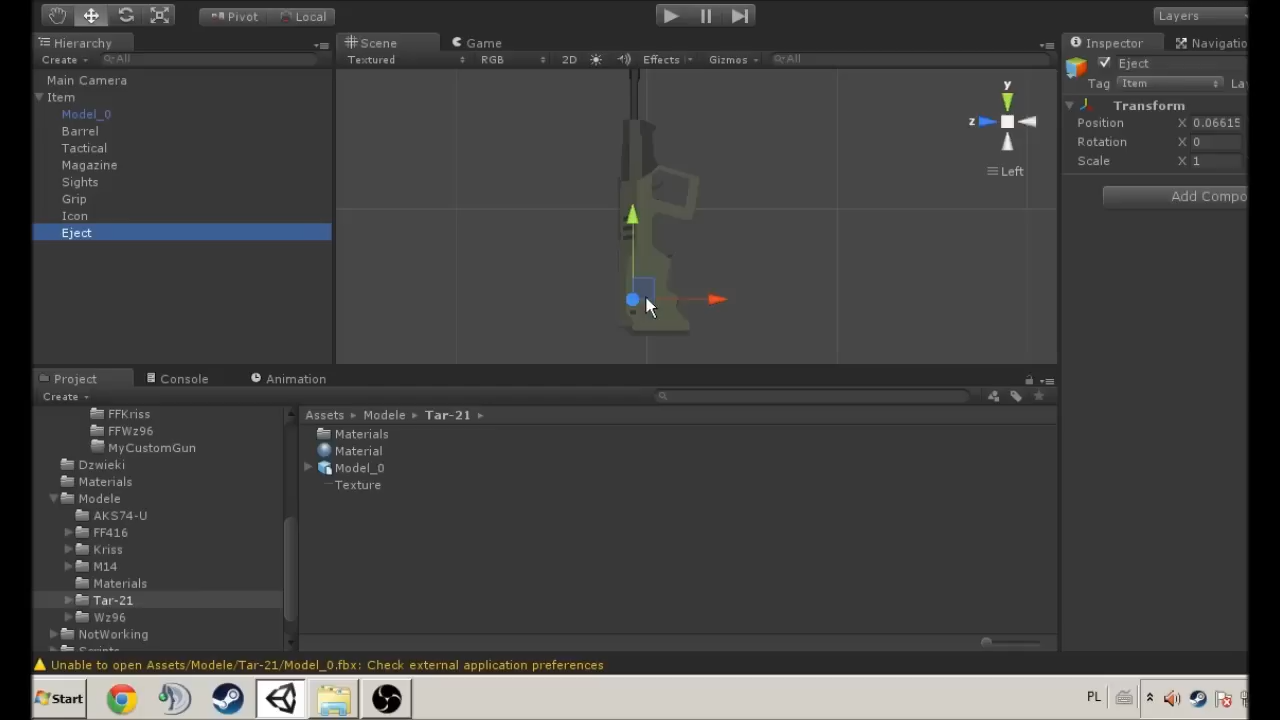 Pivot Local Layers
Hierarchy Scene Game Inspector
Create All Textured RGB 2D Effects Gizmos All Eject
Main Camera Tag Item
Item Transform
Model_0 Position X 0.06615
Barrel Rotation X 0
Tactical Scale X 1
Magazine Left
Sights Add Compo
Grip
Icon
Eject
y
z
Project Console Animation
Create
FFKriss Assets Modele Tar-21
FFWz96 Materials
MyCustomGun Material
Dzwieki Model_0
Materials Texture
Modele
AKS74-U
FF416
Kriss
M14
Materials
Tar-21
Wz96
NotWorking
Unable to open Assets/Modele/Tar-21/Model_0.fbx: Check external application preferences
Start PL